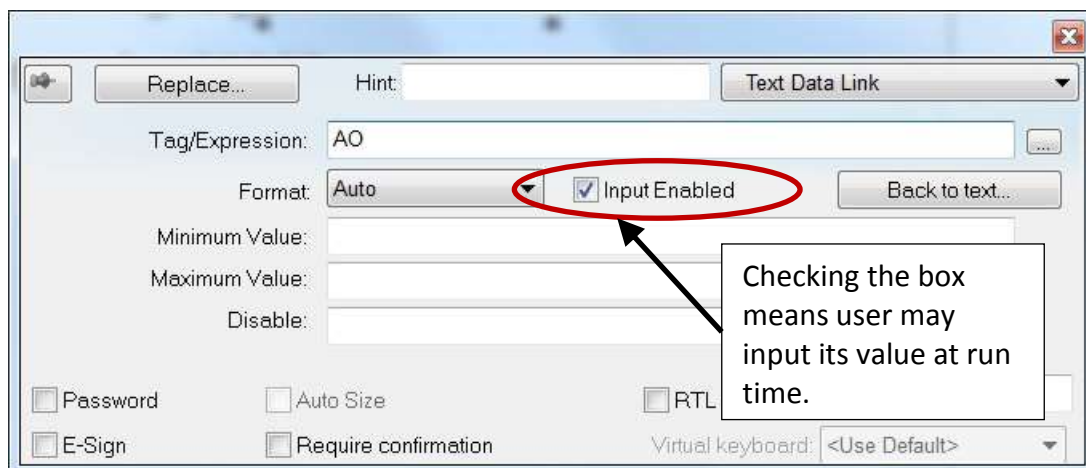 Replace...
Hint:
Text Data Link
Tag/Expression:
AO
...
Format:
Auto
Input Enabled
Back to text...
Minimum Value:
Maximum Value:
Disable:
Checking the box
means user may
input its value at run
time.
Password
Auto Size
RTL
E-Sign
Require confirmation
Virtual keyboard:
<Use Default>